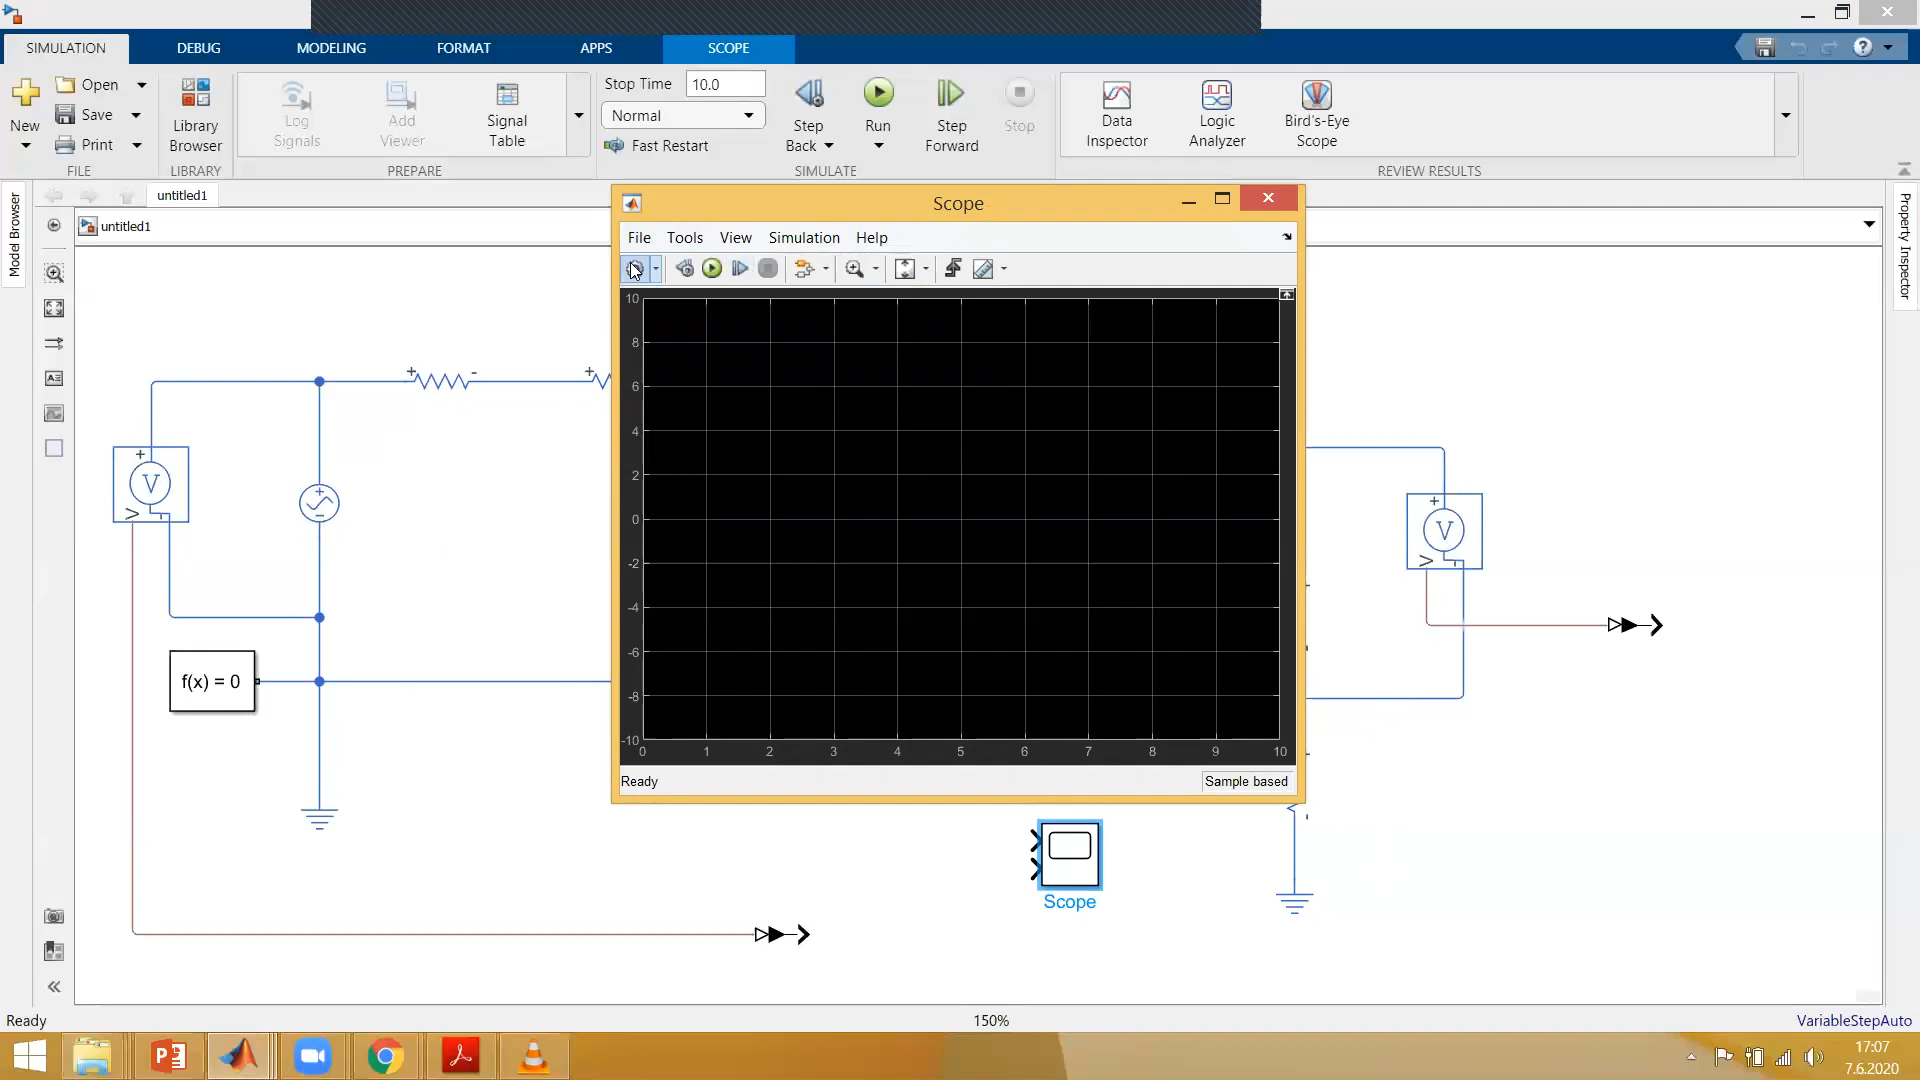 SIMULATION DEBUG MODELING FORMAT APPS SCOPE
New
Open
Save
Print
FILE
Library
Browser
LIBRARY
Log
Signals
Add
Viewer
Signal
Table
PREPARE
Stop Time 10.0
Normal
Fast Restart
Step
Back
Run
Step
Forward
Stop
SIMULATE
Data
Inspector
Logic
Analyzer
Bird's-Eye
Scope
REVIEW RESULTS
Model Browser
untitled1
untitled1
Property Inspector
Scope
File Tools View Simulation Help
10
8
6
4
2
0
-2
-4
-6
-8
-10
0 1 2 3 4 5 6 7 8 9 10
Ready
Sample based
+ - +
+
V
V
+
-
f(x) = 0
+
V
V
Scope
Ready
150%
VariableStepAuto
17:07
7.6.2020